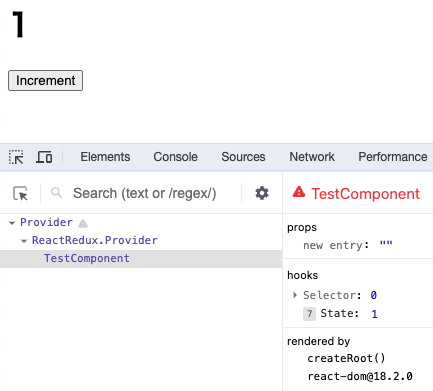 1
Increment
Elements Console Sources Network Performance
Search (text or /regex/)
TestComponent
Provider
ReactRedux.Provider
TestComponent
props
new entry: ""
hooks
Selector: 0
7 State: 1
rendered by
createRoot()
react-dom@18.2.0